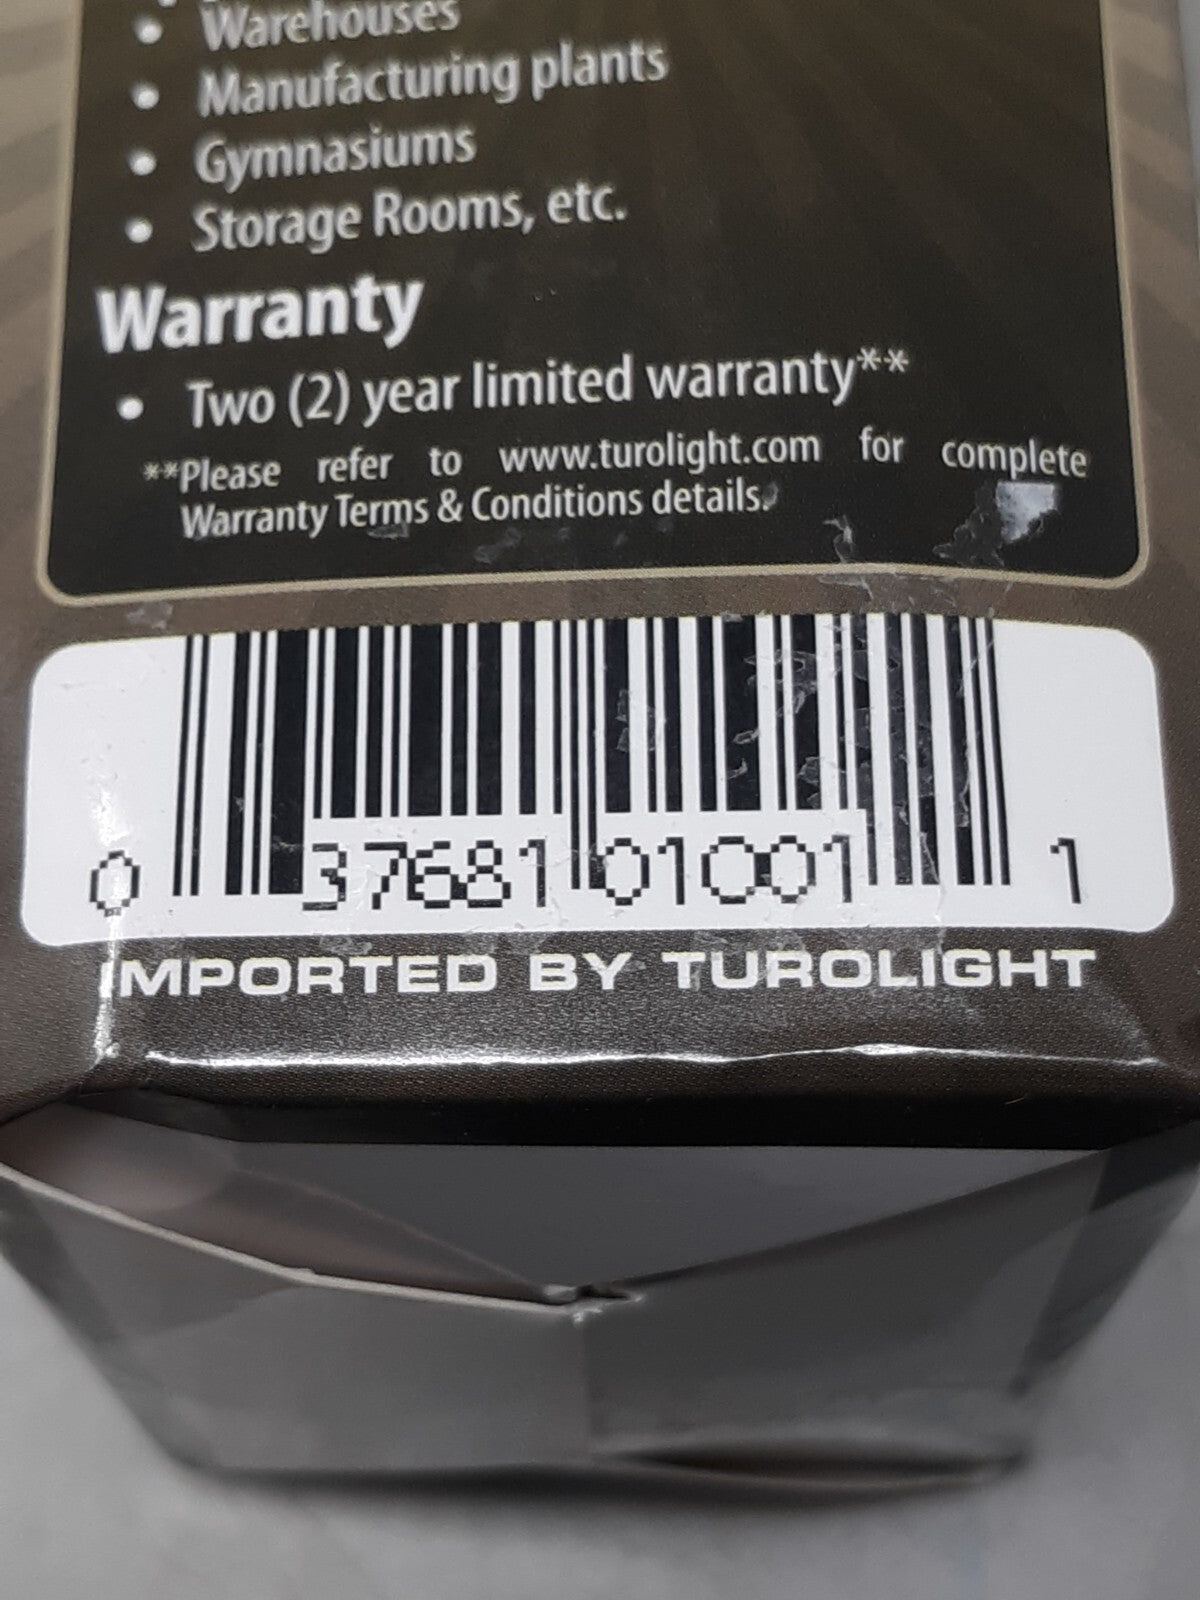 • Warehouses
• Manufacturing plants
• Gymnasiums
• Storage Rooms, etc.
Warranty
• Two (2) year limited warranty**
**Please refer to www.turolight.com for complete
Warranty Terms & Conditions details.
0 37681 01001 1
IMPORTED BY TUROLIGHT